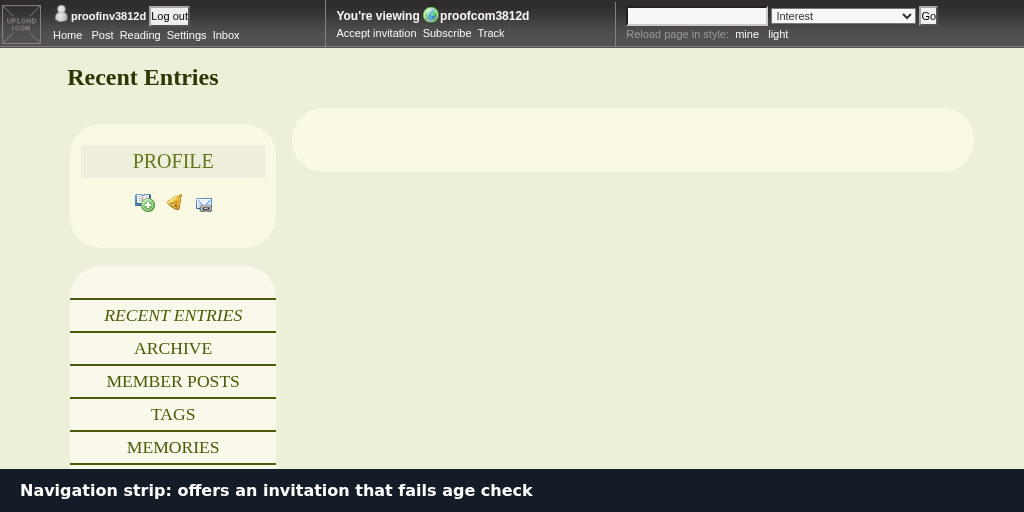 UPLOAD ICON
proofinv3812d Log out
Home Post Reading Settings Inbox
You're viewing proofcom3812d
Accept invitation Subscribe Track
Interest Go
Reload page in style: mine light
Recent Entries
PROFILE
RECENT ENTRIES
ARCHIVE
MEMBER POSTS
TAGS
MEMORIES
Navigation strip: offers an invitation that fails age check